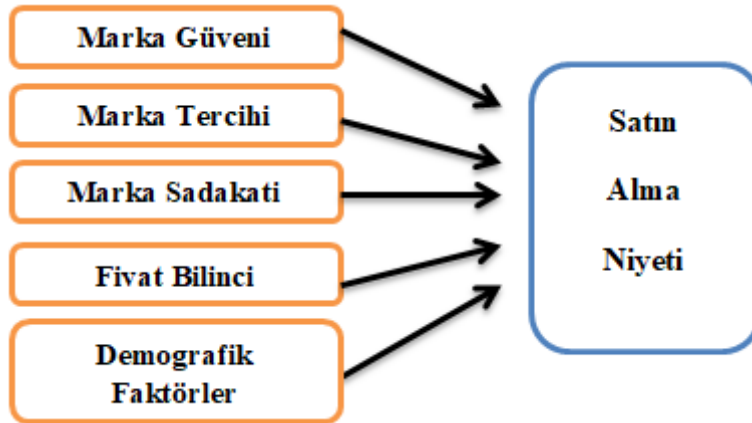 Marka Güveni
Marka Tercihi
Marka Sadakati
Fivat Bilinci
Demografik
Faktörler
Satın
Alma
Niyeti